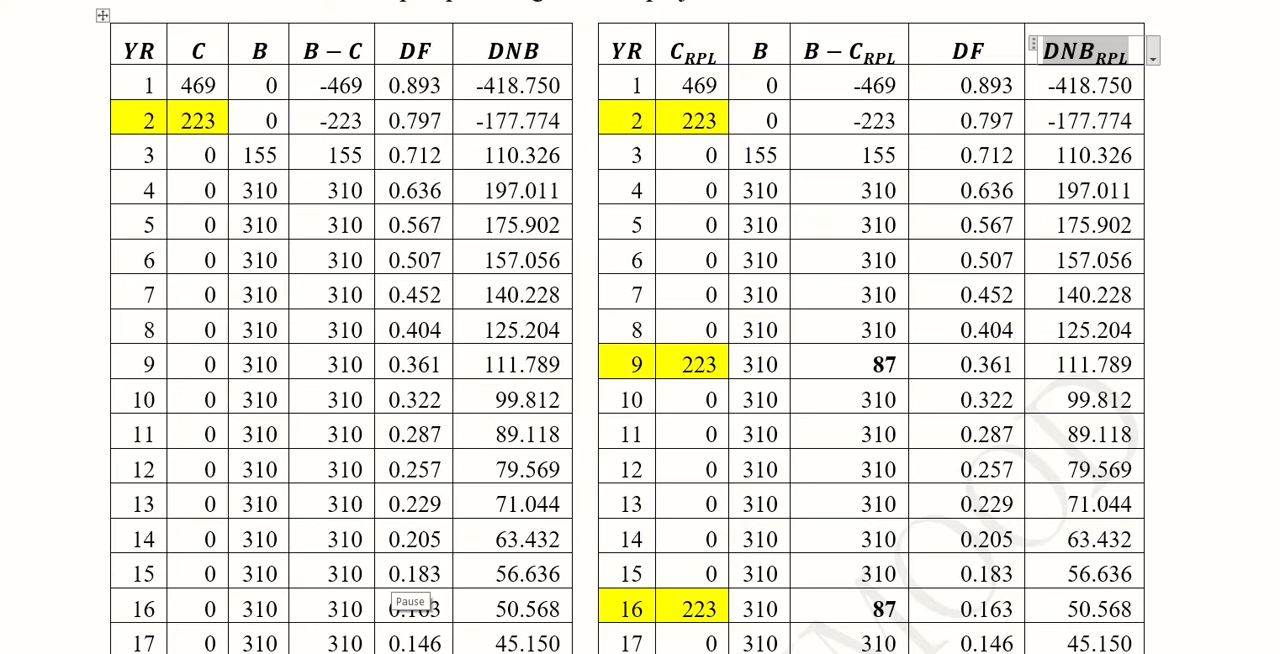 YR C B B − C DF DNB YR C_RPL B B − C_RPL DF DNB_RPL
1 469 0 -469 0.893 -418.750 1 469 0 -469 0.893 -418.750
2 223 0 -223 0.797 -177.774 2 223 0 -223 0.797 -177.774
3 0 155 155 0.712 110.326 3 0 155 155 0.712 110.326
4 0 310 310 0.636 197.011 4 0 310 310 0.636 197.011
5 0 310 310 0.567 175.902 5 0 310 310 0.567 175.902
6 0 310 310 0.507 157.056 6 0 310 310 0.507 157.056
7 0 310 310 0.452 140.228 7 0 310 310 0.452 140.228
8 0 310 310 0.404 125.204 8 0 310 310 0.404 125.204
9 0 310 310 0.361 111.789 9 223 310 87 0.361 111.789
10 0 310 310 0.322 99.812 10 0 310 310 0.322 99.812
11 0 310 310 0.287 89.118 11 0 310 310 0.287 89.118
12 0 310 310 0.257 79.569 12 0 310 310 0.257 79.569
13 0 310 310 0.229 71.044 13 0 310 310 0.229 71.044
14 0 310 310 0.205 63.432 14 0 310 310 0.205 63.432
15 0 310 310 0.183 56.636 15 0 310 310 0.183 56.636
Pause
16 0 310 310 0.163 50.568 16 223 310 87 0.163 50.568
17 0 310 310 0.146 45.150 17 0 310 310 0.146 45.150
MOOD